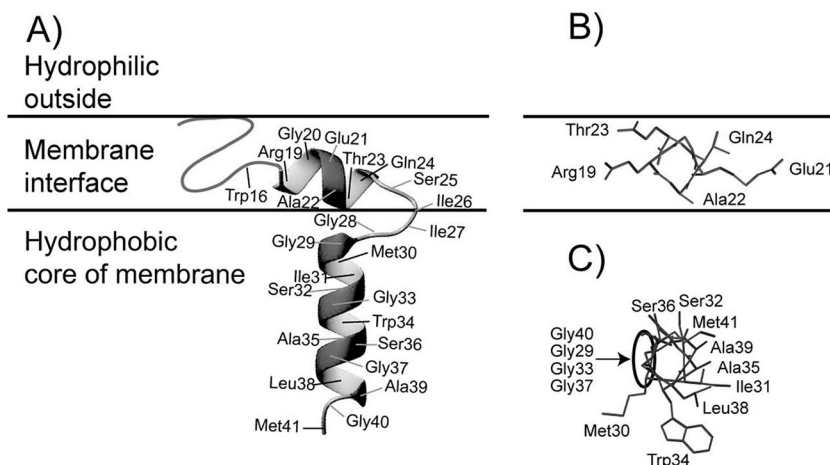 A)
Hydrophilic
outside
Membrane
interface
Hydrophobic
core of membrane
Gly20
Glu21
Arg19
Thr23
Gln24
Ser25
Trp16
Ala22
Ile26
Gly28
Ile27
Gly29
Met30
Ile31
Ser32
Gly33
Trp34
Ala35
Ser36
Gly37
Leu38
Ala39
Met41
Gly40
B)
Thr23
Gln24
Arg19
Glu21
Ala22
C)
Ser36
Ser32
Met41
Gly40
Gly29
Gly33
Gly37
Ala39
Ala35
Ile31
Leu38
Met30
Trp34